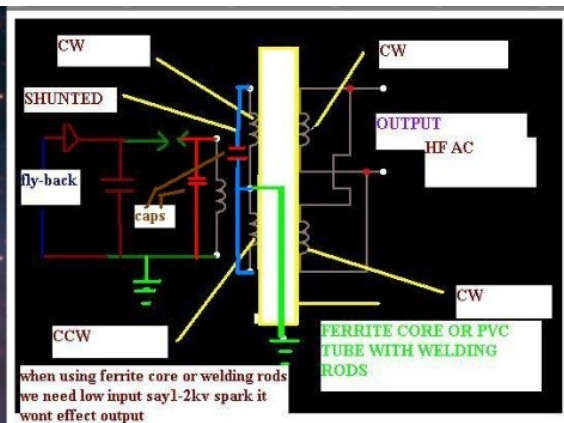 CW
CW
SHUNTED
OUTPUT
HF AC
fly-back
caps
CW
CCW
FERRITE CORE OR PVC
TUBE WITH WELDING
RODS
when using ferrite core or welding rods
we need low input say1-2kv spark it
wont effect output